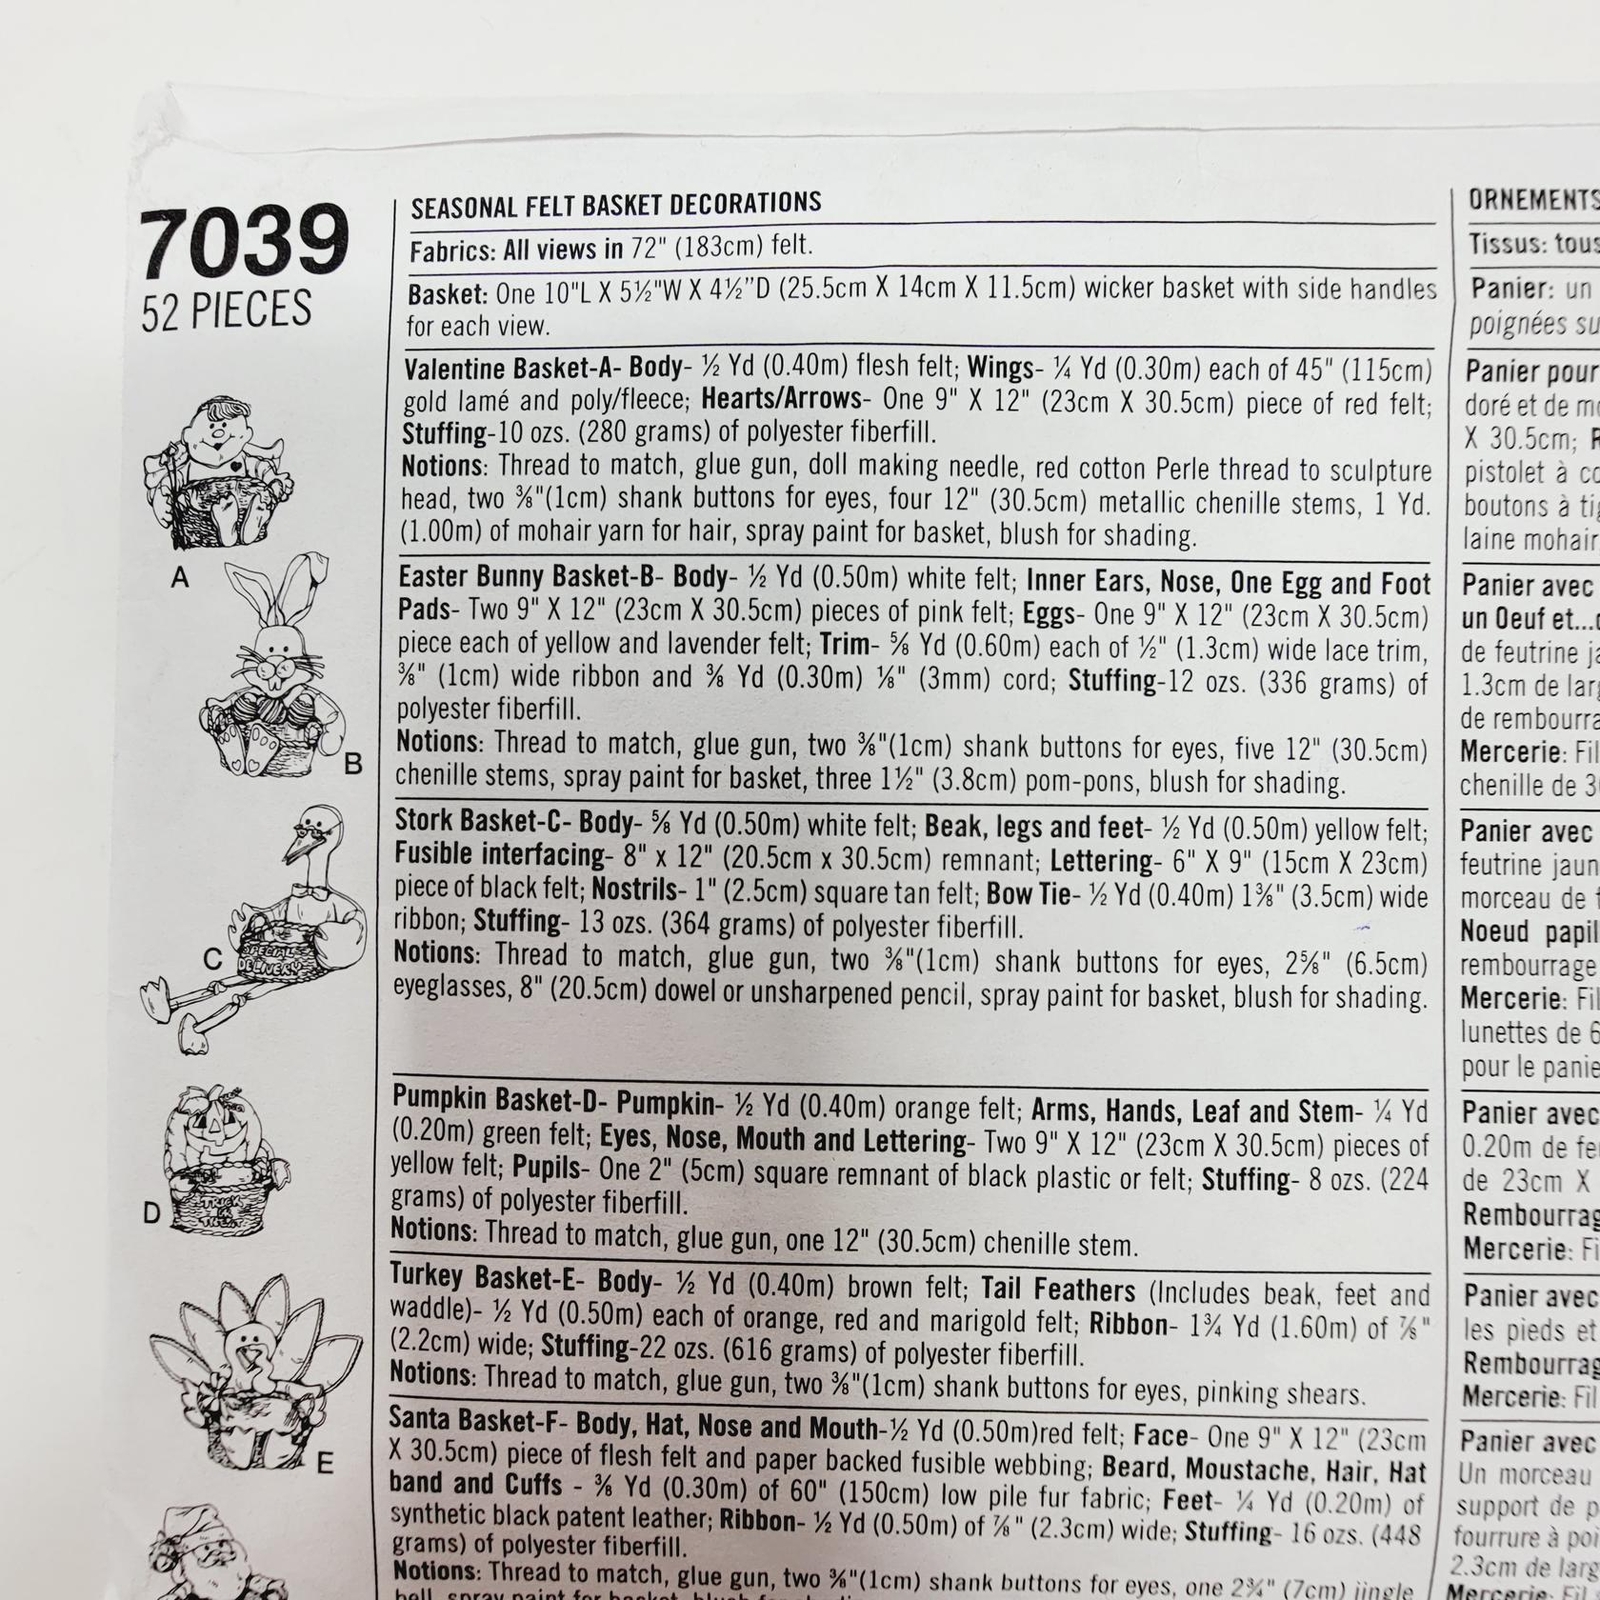 7039
52 PIECES
A
B
C
SPECIAL
DELIVERY
D
TRICK
OR
TREAT
E
SEASONAL FELT BASKET DECORATIONS
Fabrics: All views in 72" (183cm) felt.
Basket: One 10"L X 5½"W X 4½"D (25.5cm X 14cm X 11.5cm) wicker basket with side handles
for each view.
Valentine Basket-A- Body- ½ Yd (0.40m) flesh felt; Wings- ¼ Yd (0.30m) each of 45" (115cm)
gold lamé and poly/fleece; Hearts/Arrows- One 9" X 12" (23cm X 30.5cm) piece of red felt;
Stuffing-10 ozs. (280 grams) of polyester fiberfill.
Notions: Thread to match, glue gun, doll making needle, red cotton Perle thread to sculpture
head, two ⅜"(1cm) shank buttons for eyes, four 12" (30.5cm) metallic chenille stems, 1 Yd.
(1.00m) of mohair yarn for hair, spray paint for basket, blush for shading.
Easter Bunny Basket-B- Body- ½ Yd (0.50m) white felt; Inner Ears, Nose, One Egg and Foot
Pads- Two 9" X 12" (23cm X 30.5cm) pieces of pink felt; Eggs- One 9" X 12" (23cm X 30.5cm)
piece each of yellow and lavender felt; Trim- ⅝ Yd (0.60m) each of ½" (1.3cm) wide lace trim,
⅜" (1cm) wide ribbon and ⅜ Yd (0.30m) ⅛" (3mm) cord; Stuffing-12 ozs. (336 grams) of
polyester fiberfill.
Notions: Thread to match, glue gun, two ⅜"(1cm) shank buttons for eyes, five 12" (30.5cm)
chenille stems, spray paint for basket, three 1½" (3.8cm) pom-pons, blush for shading.
Stork Basket-C- Body- ⅝ Yd (0.50m) white felt; Beak, legs and feet- ½ Yd (0.50m) yellow felt;
Fusible interfacing- 8" x 12" (20.5cm x 30.5cm) remnant; Lettering- 6" X 9" (15cm X 23cm)
piece of black felt; Nostrils- 1" (2.5cm) square tan felt; Bow Tie- ½ Yd (0.40m) 1⅜" (3.5cm) wide
ribbon; Stuffing- 13 ozs. (364 grams) of polyester fiberfill.
Notions: Thread to match, glue gun, two ⅜"(1cm) shank buttons for eyes, 2⅝" (6.5cm)
eyeglasses, 8" (20.5cm) dowel or unsharpened pencil, spray paint for basket, blush for shading.
Pumpkin Basket-D- Pumpkin- ½ Yd (0.40m) orange felt; Arms, Hands, Leaf and Stem- ¼ Yd
(0.20m) green felt; Eyes, Nose, Mouth and Lettering- Two 9" X 12" (23cm X 30.5cm) pieces of
yellow felt; Pupils- One 2" (5cm) square remnant of black plastic or felt; Stuffing- 8 ozs. (224
grams) of polyester fiberfill.
Notions: Thread to match, glue gun, one 12" (30.5cm) chenille stem.
Turkey Basket-E- Body- ½ Yd (0.40m) brown felt; Tail Feathers (Includes beak, feet and
waddle)- ½ Yd (0.50m) each of orange, red and marigold felt; Ribbon- 1¾ Yd (1.60m) of ⅞"
(2.2cm) wide; Stuffing-22 ozs. (616 grams) of polyester fiberfill.
Notions: Thread to match, glue gun, two ⅜"(1cm) shank buttons for eyes, pinking shears.
Santa Basket-F- Body, Hat, Nose and Mouth-½ Yd (0.50m)red felt; Face- One 9" X 12" (23cm
X 30.5cm) piece of flesh felt and paper backed fusible webbing; Beard, Moustache, Hair, Hat
band and Cuffs - ⅜ Yd (0.30m) of 60" (150cm) low pile fur fabric; Feet- ¼ Yd (0.20m) of
synthetic black patent leather; Ribbon- ½ Yd (0.50m) of ⅞" (2.3cm) wide; Stuffing- 16 ozs. (448
grams) of polyester fiberfill.
Notions: Thread to match, glue gun, two ⅜"(1cm) shank buttons for eyes, one 2¾" (7cm) jingle
bell, spray paint for basket, blush for
ORNEMENTS
Tissus: tous
Panier: un
poignées su
Panier pour
doré et de m
X 30.5cm; R
pistolet à co
boutons à ti
laine mohair
Panier avec
un Oeuf et...
de feutrine j
1.3cm de lar
de rembourra
Mercerie: Fil
chenille de 3
Panier avec
feutrine jaun
morceau de
Noeud papil
rembourrage
Mercerie: Fil
lunettes de 6
pour le panie
Panier avec
0.20m de fe
de 23cm X
Rembourrag
Mercerie: Fi
Panier avec
les pieds et
Rembourrag
Mercerie: Fil
Panier avec
Un morceau
support de p
fourrure à poi
2.3cm de larg
Mercerie: Fil